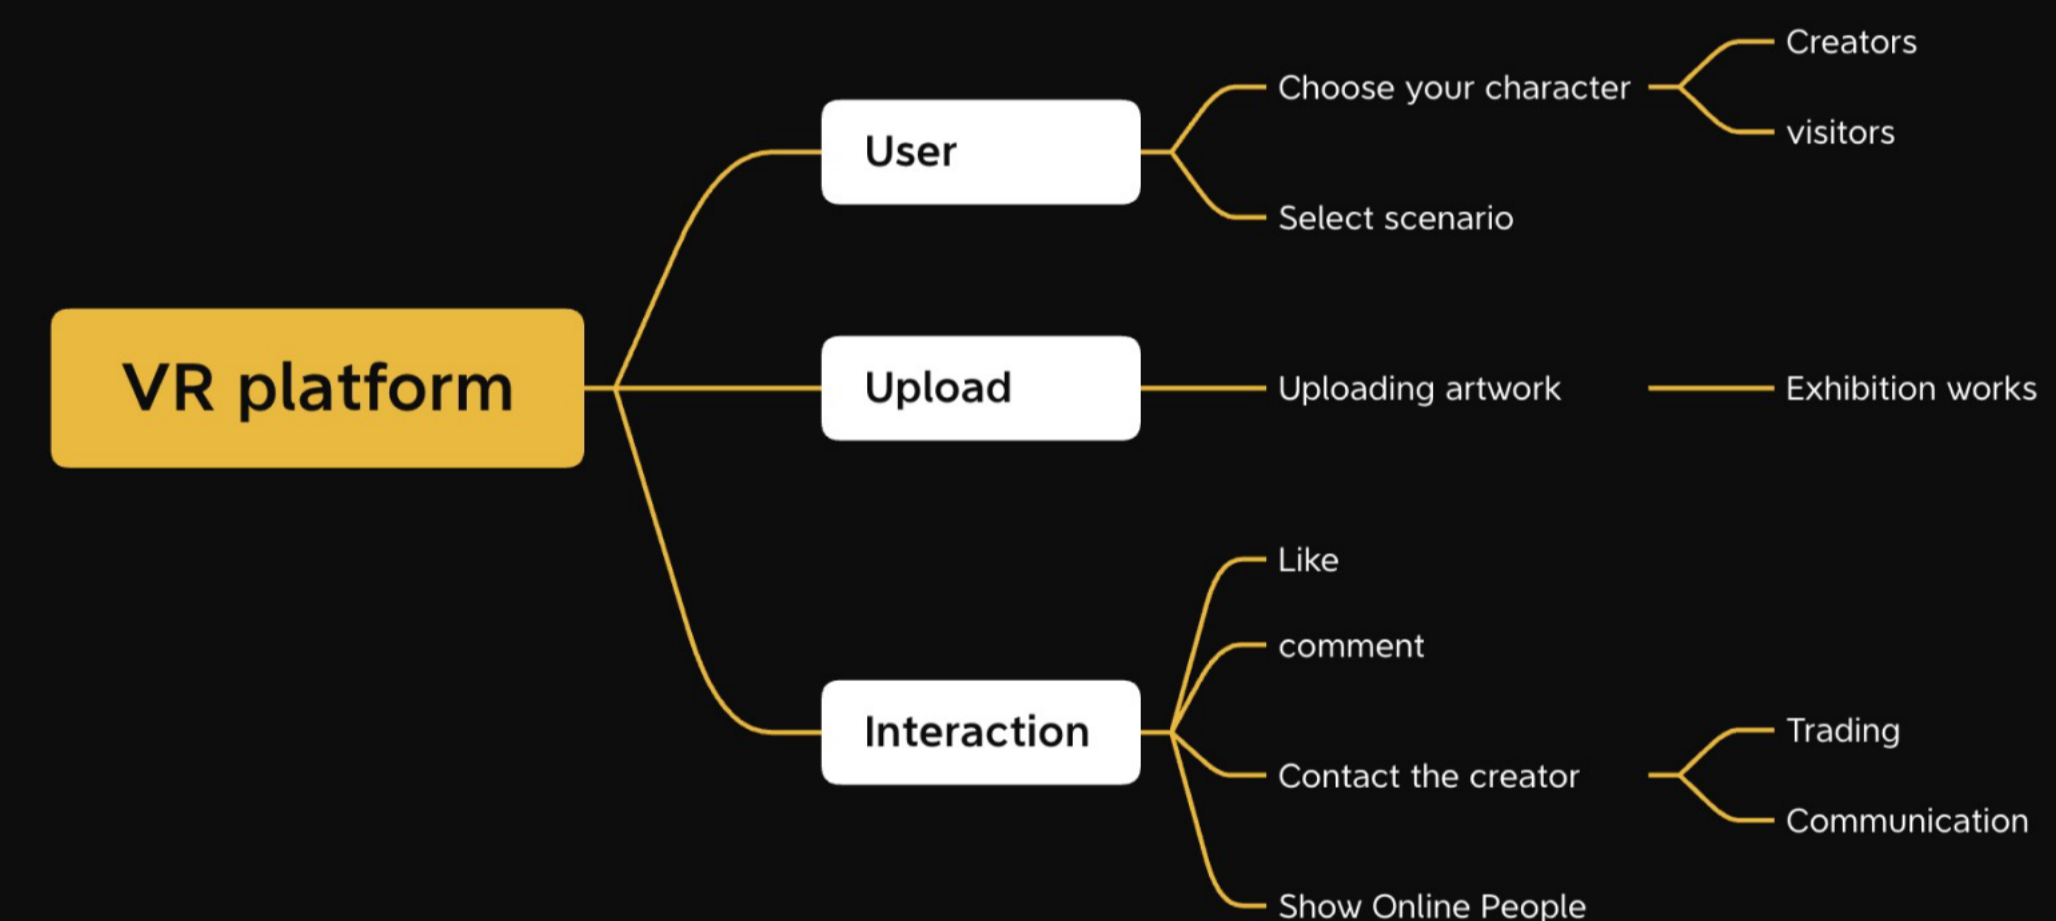 VR platform
User
Choose your character
Creators
visitors
Select scenario
Upload
Uploading artwork
Exhibition works
Interaction
Like
comment
Contact the creator
Trading
Communication
Show Online People